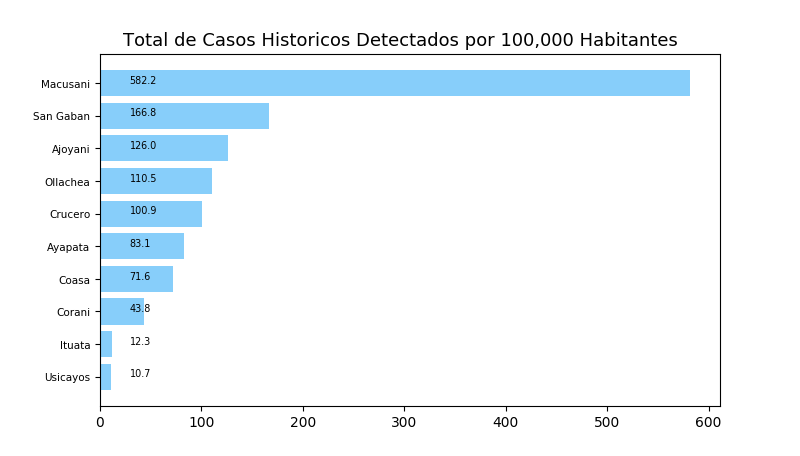 Total de Casos Historicos Detectados por 100,000 Habitantes
Macusani 582.2
San Gaban 166.8
Ajoyani 126.0
Ollachea 110.5
Crucero 100.9
Ayapata 83.1
Coasa 71.6
Corani 43.8
Ituata 12.3
Usicayos 10.7
0 100 200 300 400 500 600